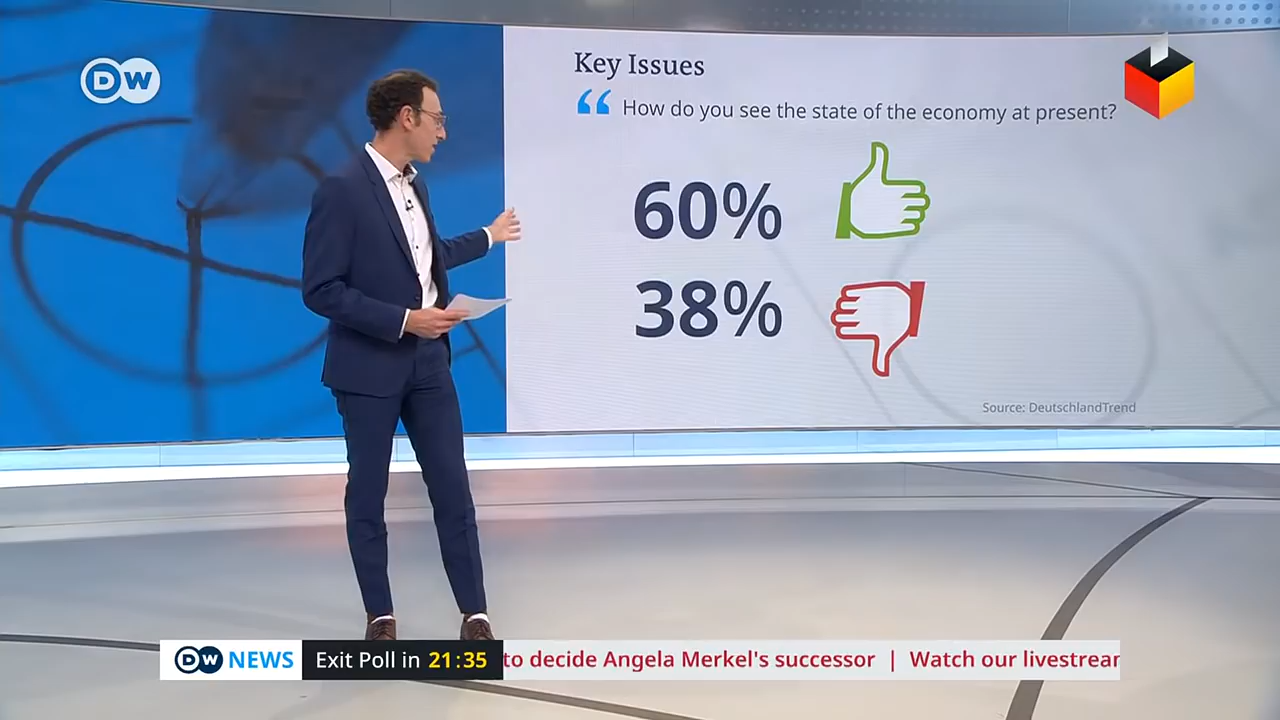 DW
Key Issues
“ How do you see the state of the economy at present?
60%
38%
Source: DeutschlandTrend
DW NEWS Exit Poll in 21:35 to decide Angela Merkel's successor | Watch our livestream